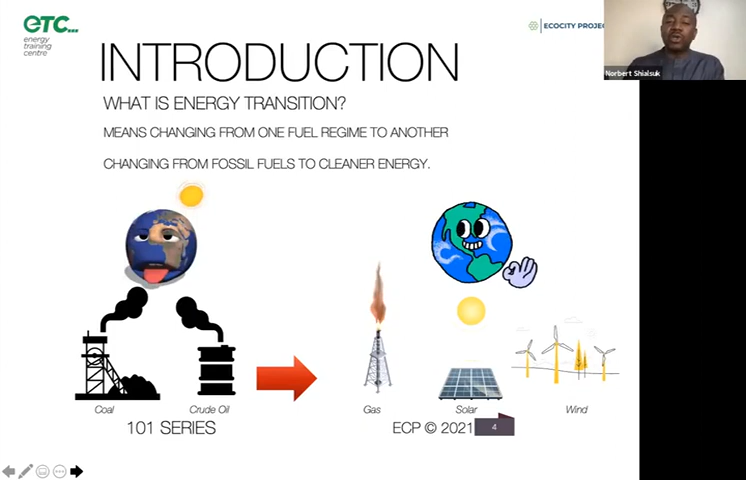 eTC...
energy
training
centre
ECOCITY PROJEC
Norbert Shialsuk
INTRODUCTION
WHAT IS ENERGY TRANSITION?
MEANS CHANGING FROM ONE FUEL REGIME TO ANOTHER
CHANGING FROM FOSSIL FUELS TO CLEANER ENERGY.
Coal
Crude Oil
Gas
Solar
Wind
101 SERIES
ECP © 2021
4